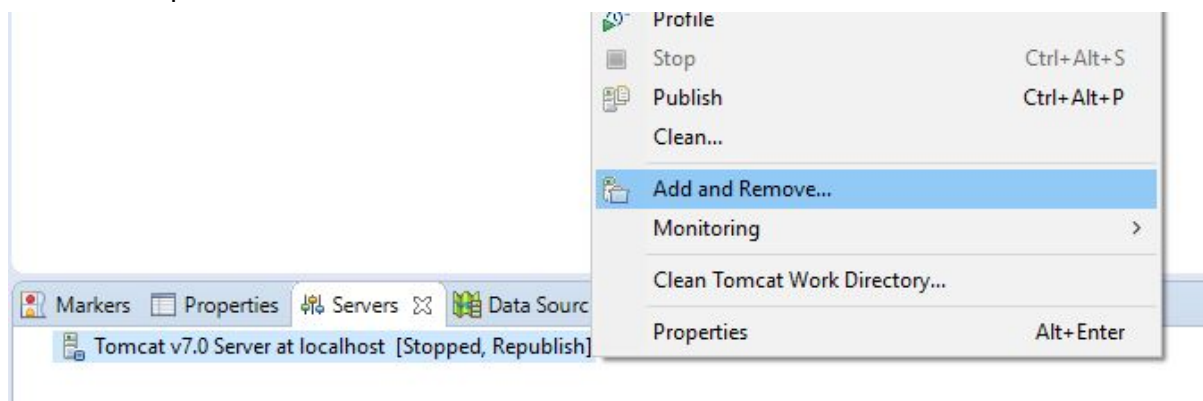 Profile
Stop Ctrl+Alt+S
Publish Ctrl+Alt+P
Clean...
Add and Remove...
Monitoring >
Clean Tomcat Work Directory...
Properties Alt+Enter
Markers Properties Servers Data Sourc
Tomcat v7.0 Server at localhost [Stopped, Republish]